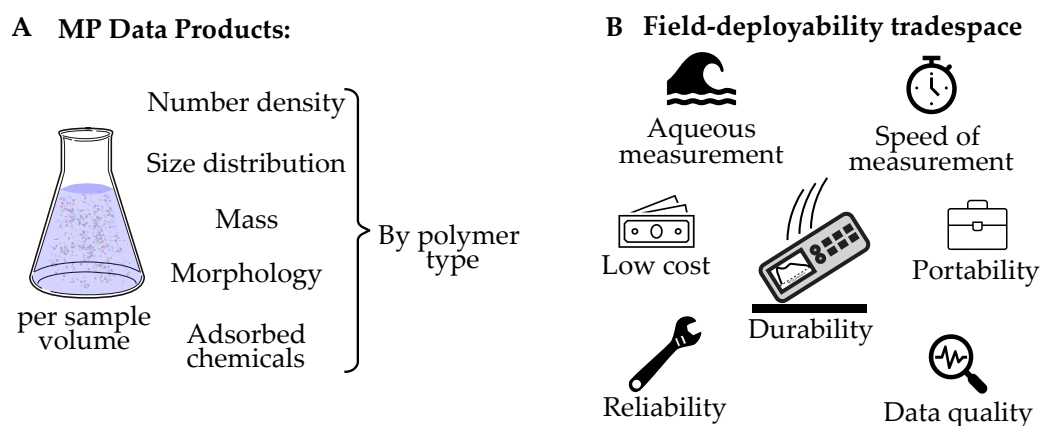 A MP Data Products:
Number density
Size distribution
Mass
Morphology
Adsorbed
chemicals
By polymer
type
per sample
volume
B Field-deployability tradespace
Aqueous
measurement
Speed of
measurement
Low cost
Portability
Durability
Reliability
Data quality